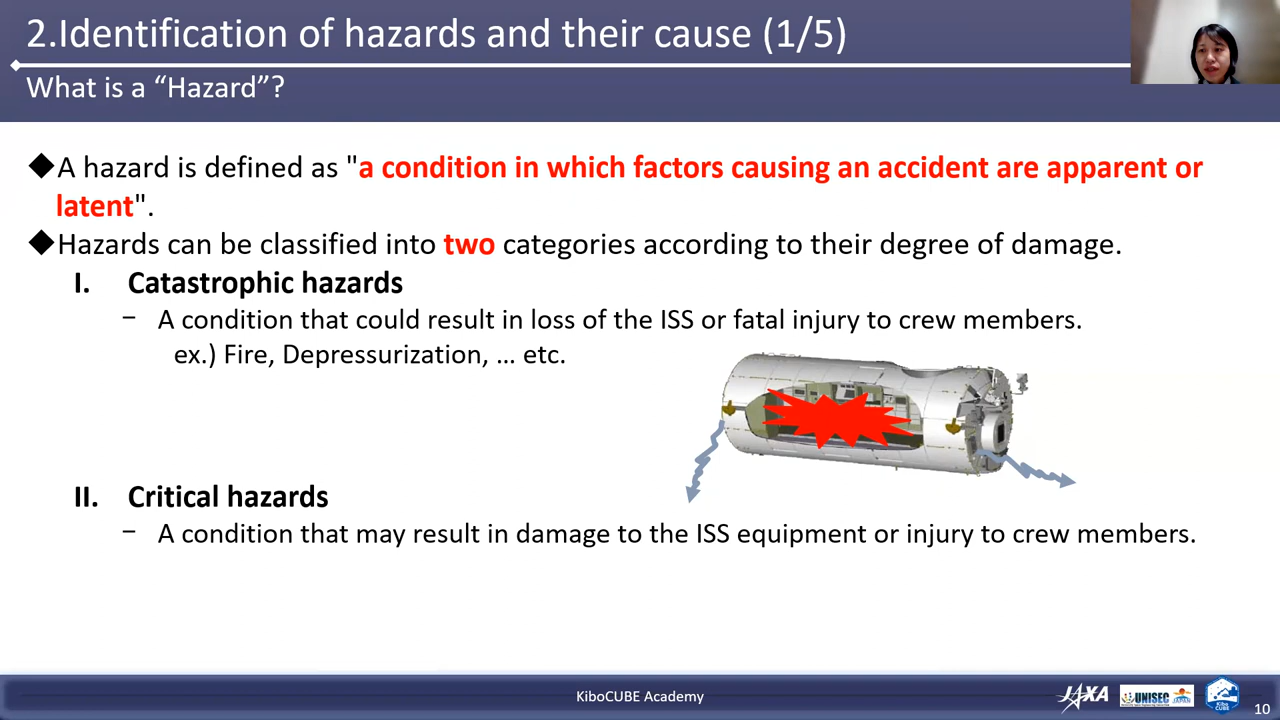 2.Identification of hazards and their cause (1/5)
What is a “Hazard”?
◆A hazard is defined as "a condition in which factors causing an accident are apparent or
latent".
◆Hazards can be classified into two categories according to their degree of damage.
I. Catastrophic hazards
− A condition that could result in loss of the ISS or fatal injury to crew members.
ex.) Fire, Depressurization, … etc.
II. Critical hazards
− A condition that may result in damage to the ISS equipment or injury to crew members.
KiboCUBE Academy
JAXA
UNISEC
JAPAN
Kibo
CUBE
10